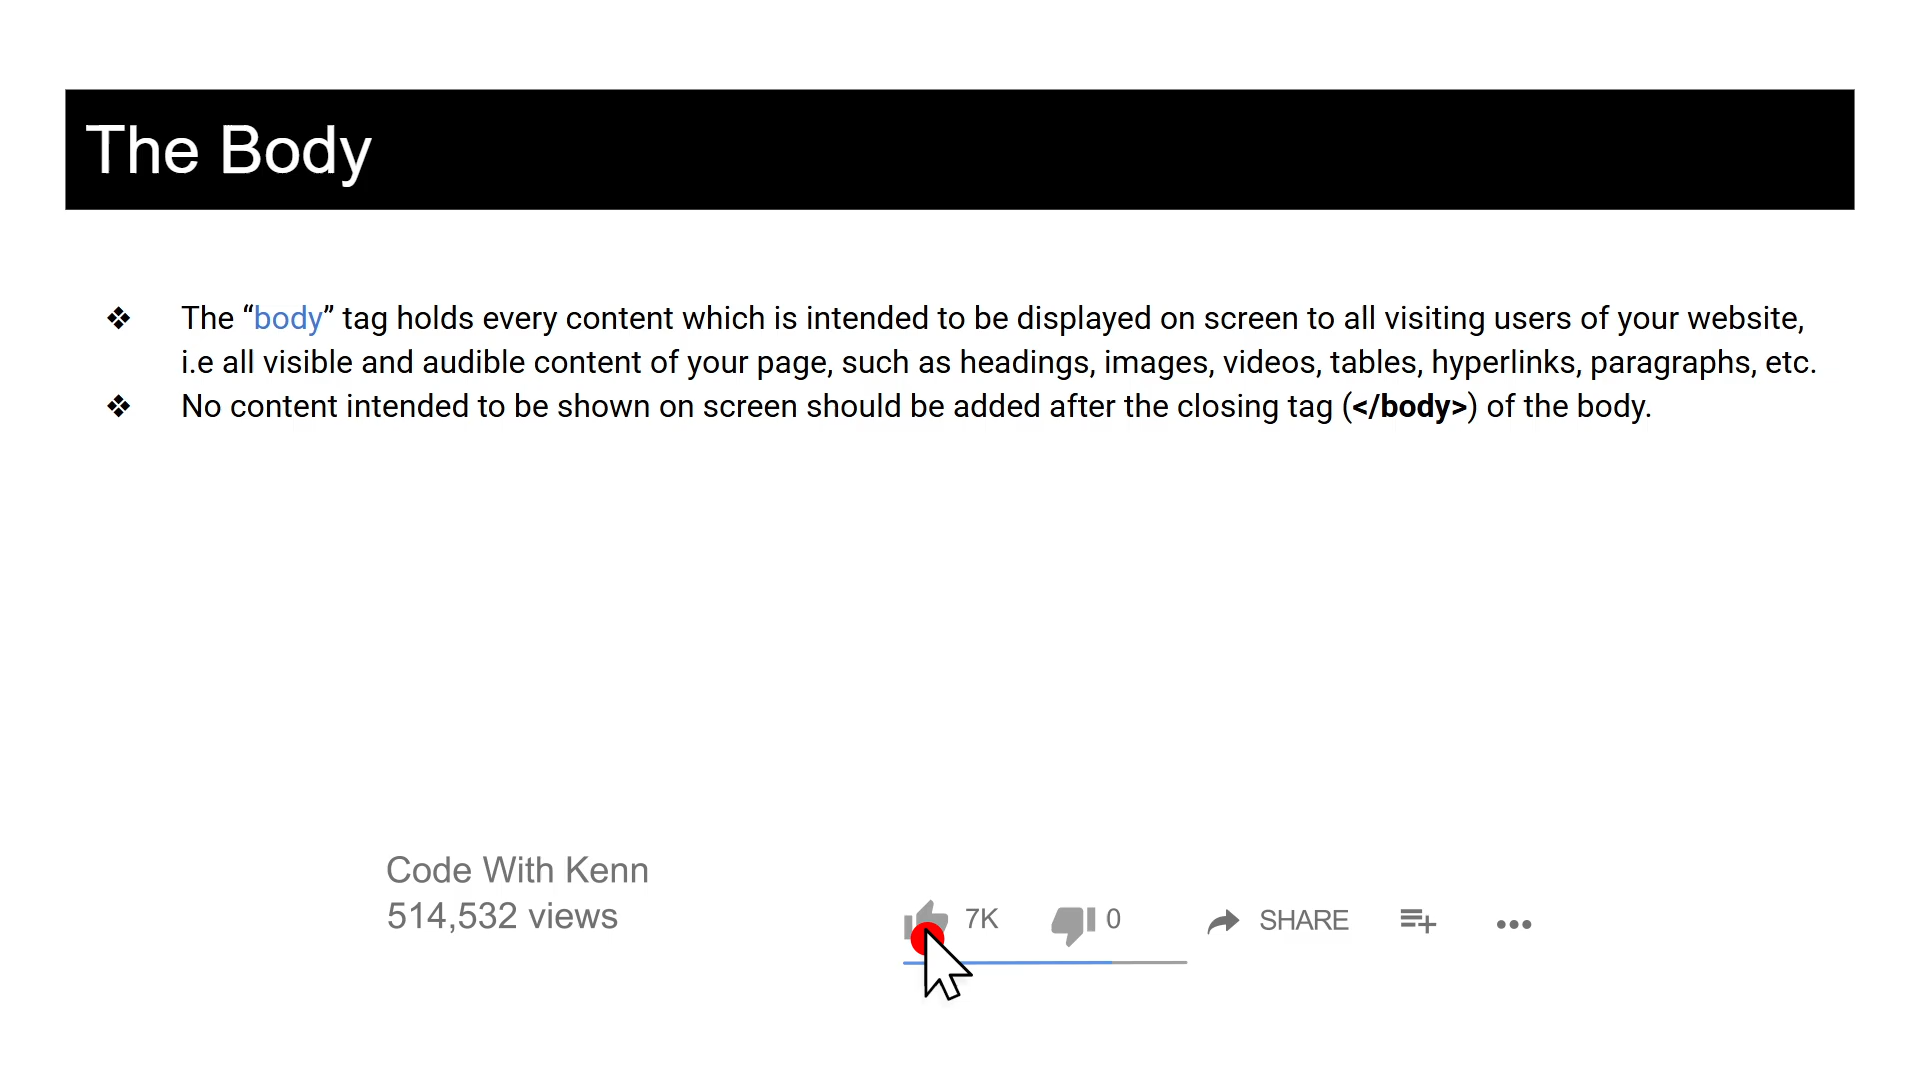 The Body
❖ The “body” tag holds every content which is intended to be displayed on screen to all visiting users of your website,
i.e all visible and audible content of your page, such as headings, images, videos, tables, hyperlinks, paragraphs, etc.
❖ No content intended to be shown on screen should be added after the closing tag (</body>) of the body.
Code With Kenn
514,532 views
7K 0 SHARE